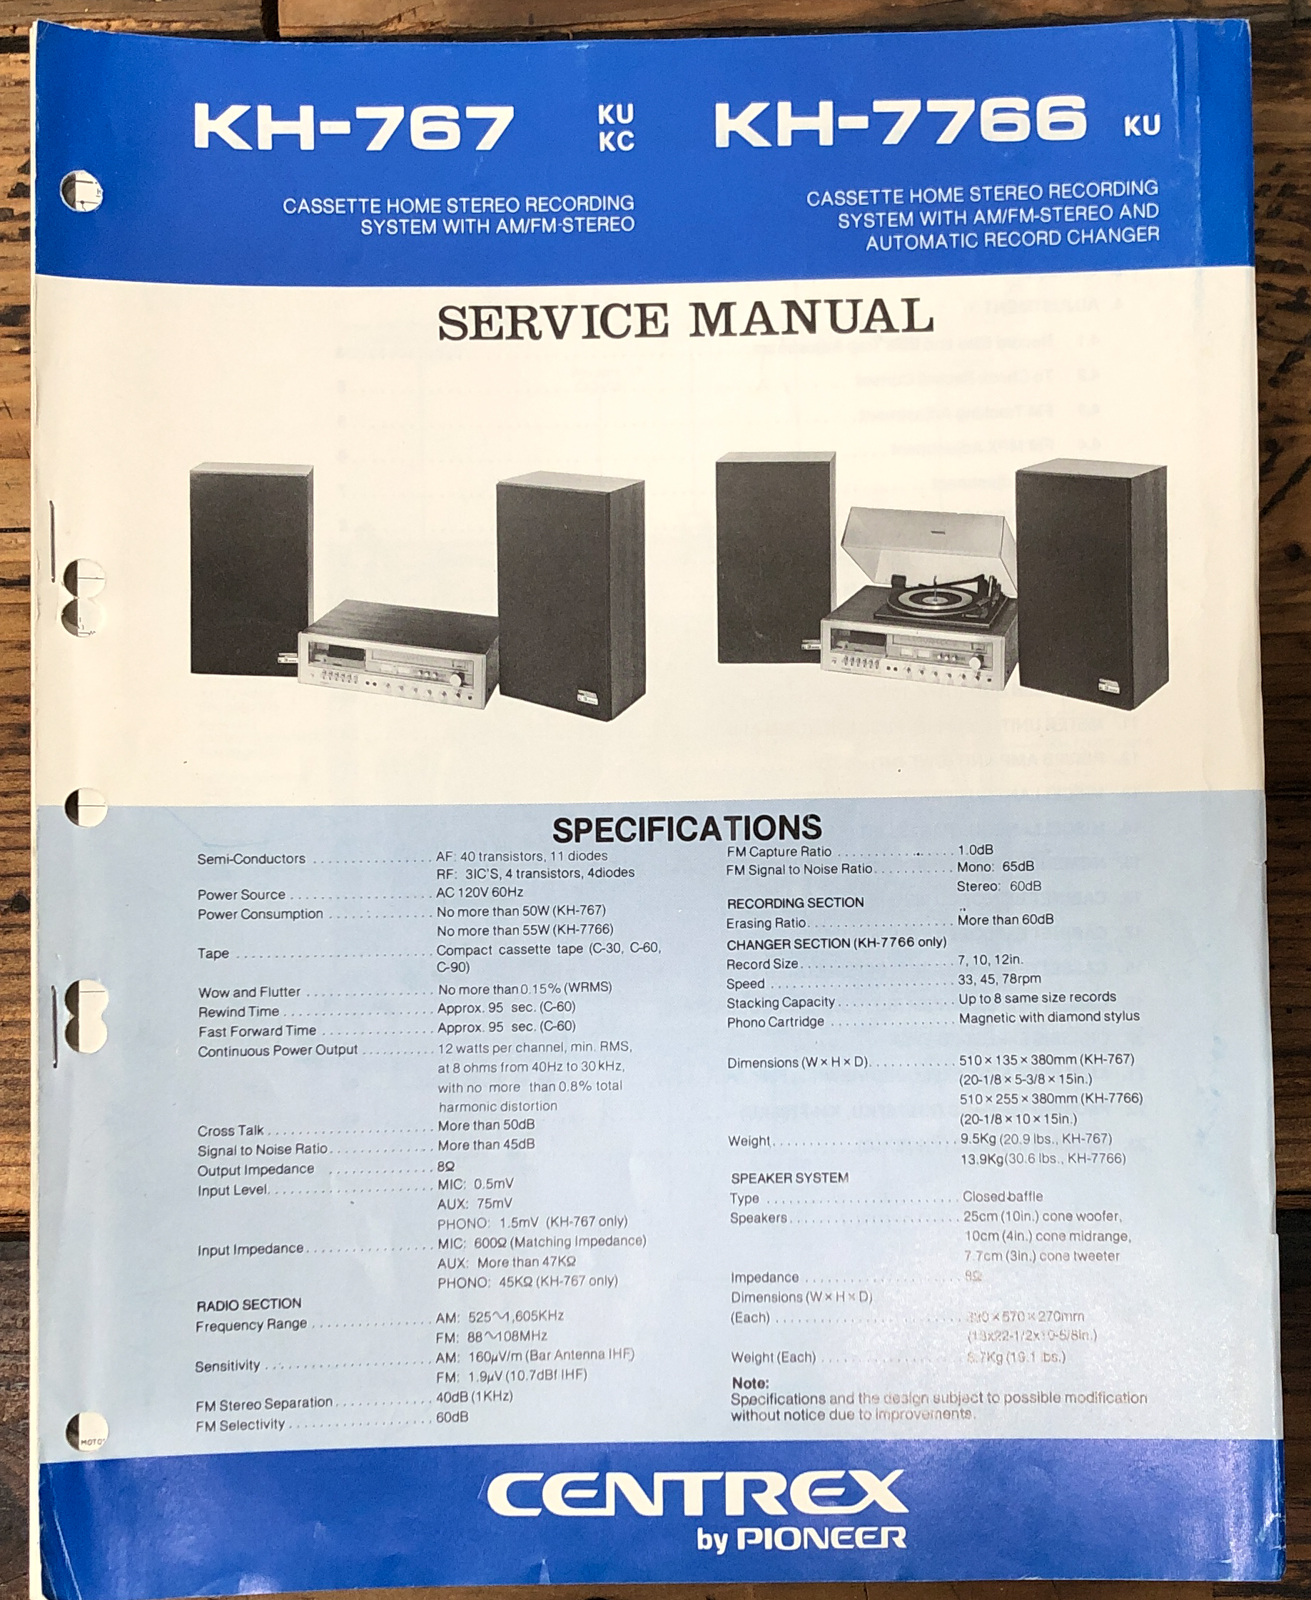 KH-767 KU KC
CASSETTE HOME STEREO RECORDING
SYSTEM WITH AM/FM-STEREO
KH-7766 KU
CASSETTE HOME STEREO RECORDING
SYSTEM WITH AM/FM-STEREO AND
AUTOMATIC RECORD CHANGER
SERVICE MANUAL
SPECIFICATIONS
Semi-Conductors ............... AF: 40 transistors, 11 diodes
RF: 3IC'S, 4 transistors, 4diodes
Power Source .................. AC 120V 60Hz
Power Consumption ............. No more than 50W (KH-767)
No more than 55W (KH-7766)
Tape ......................... Compact cassette tape (C-30, C-60,
C-90)
Wow and Flutter ................ No more than 0.15% (WRMS)
Rewind Time ................... Approx. 95 sec. (C-60)
Fast Forward Time .............. Approx. 95 sec. (C-60)
Continuous Power Output .......... 12 watts per channel, min. RMS,
at 8 ohms from 40Hz to 30kHz,
with no more than 0.8% total
harmonic distortion
Cross Talk ..................... More than 50dB
Signal to Noise Ratio............. More than 45dB
Output Impedance ............. 8Ω
Input Level..................... MIC: 0.5mV
AUX: 75mV
PHONO: 1.5mV (KH-767 only)
Input Impedance................ MIC: 600Ω (Matching Impedance)
AUX: More than 47KΩ
PHONO: 45KΩ (KH-767 only)
RADIO SECTION
Frequency Range ............... AM: 525~1,605KHz
FM: 88~108MHz
Sensitivity ..................... AM: 160μV/m (Bar Antenna IHF)
FM: 1.9μV (10.7dBf IHF)
FM Stereo Separation............ 40dB (1KHz)
FM Selectivity .................. 60dB
FM Capture Ratio ............... 1.0dB
FM Signal to Noise Ratio.......... Mono: 65dB
Stereo: 60dB
RECORDING SECTION
Erasing Ratio................... More than 60dB
CHANGER SECTION (KH-7766 only)
Record Size.................... 7, 10, 12in.
Speed ........................ 33, 45, 78rpm
Stacking Capacity .............. Up to 8 same size records
Phono Cartridge ................ Magnetic with diamond stylus
Dimensions (W × H × D)........... 510 × 135 × 380mm (KH-767)
(20-1/8 × 5-3/8 × 15in.)
510 × 255 × 380mm (KH-7766)
(20-1/8 × 10 × 15in.)
Weight........................ 9.5Kg (20.9 lbs., KH-767)
13.9Kg (30.6 lbs., KH-7766)
SPEAKER SYSTEM
Type ......................... Closed baffle
Speakers...................... 25cm (10in.) cone woofer,
10cm (4in.) cone midrange,
7.7cm (3in.) cone tweeter
Impedance .................... 8Ω
Dimensions (W × H × D)
(Each) ........................ × 570 × 270mm
(13x22-1/2x10-5/8in.)
Weight (Each) .................. (19.1 lbs.)
Note:
Specifications and the design subject to possible modification
without notice due to improvements.
MOTO
CENTREX
by PIONEER